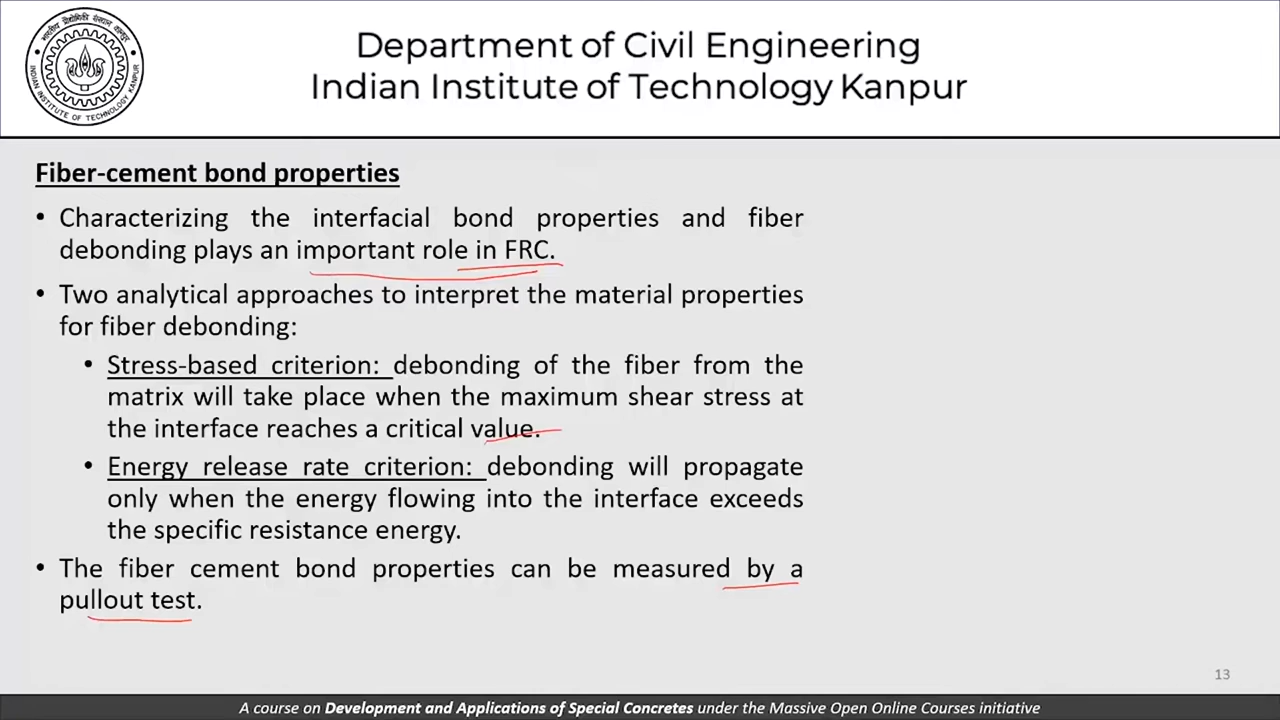 Department of Civil Engineering
Indian Institute of Technology Kanpur
INDIAN INSTITUTE OF TECHNOLOGY KANPUR
Fiber-cement bond properties
• Characterizing the interfacial bond properties and fiber
debonding plays an important role in FRC.
• Two analytical approaches to interpret the material properties
for fiber debonding:
• Stress-based criterion: debonding of the fiber from the
matrix will take place when the maximum shear stress at
the interface reaches a critical value.
• Energy release rate criterion: debonding will propagate
only when the energy flowing into the interface exceeds
the specific resistance energy.
• The fiber cement bond properties can be measured by a
pullout test.
13
A course on Development and Applications of Special Concretes under the Massive Open Online Courses initiative